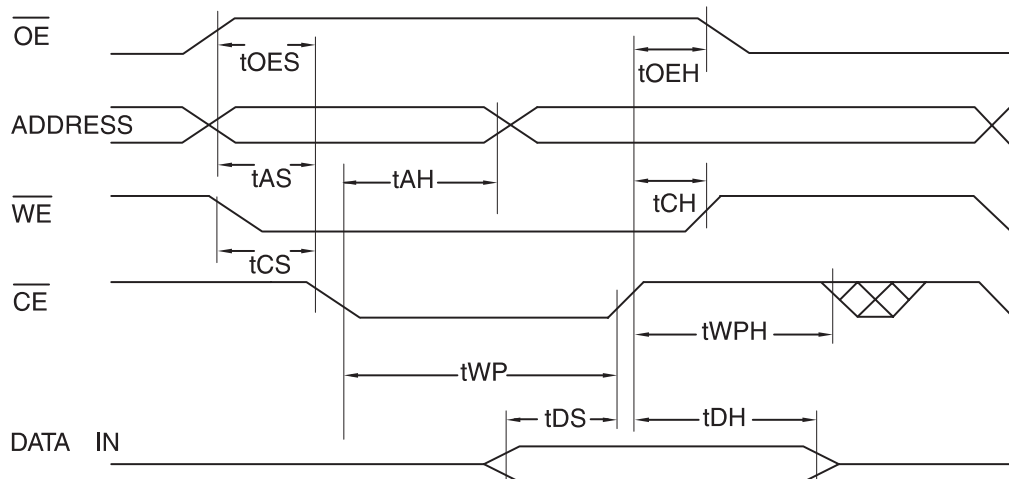 OE
tOES
tOEH
ADDRESS
tAS
tAH
tCH
WE
tCS
CE
tWPH
tWP
tDS
tDH
DATA IN